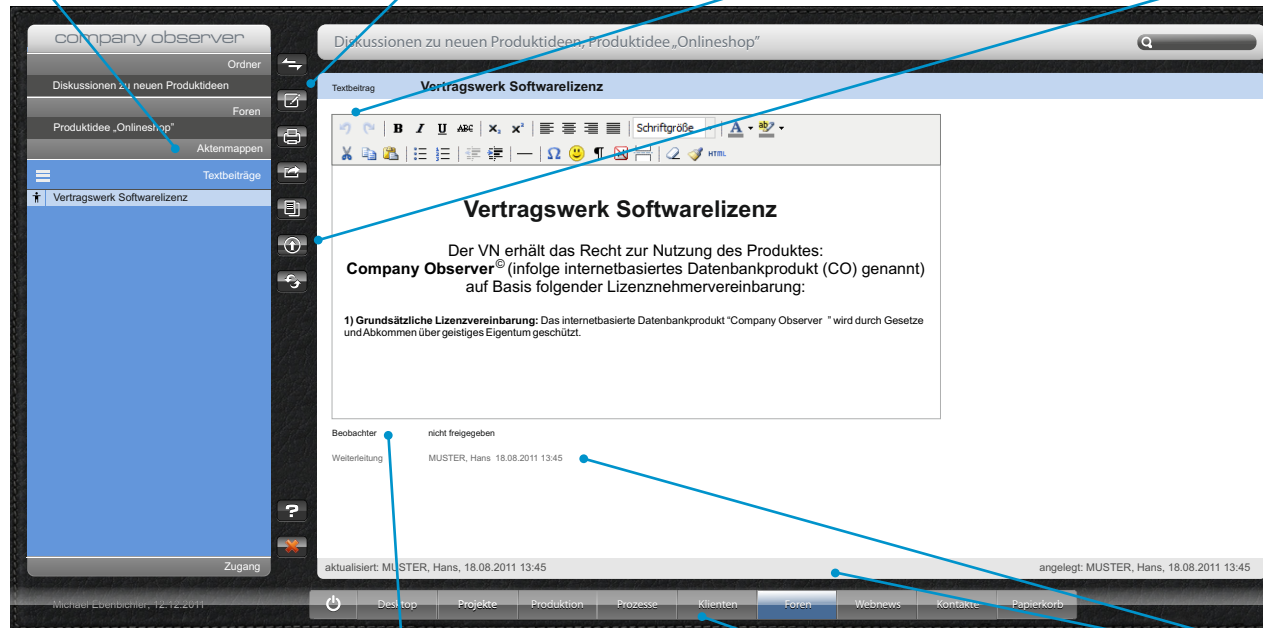 company observer
Ordner
Diskussionen zu neuen Produktideen
Foren
Produktidee „Onlineshop"
Aktenmappen
Textbeiträge
Vertragswerk Softwarelizenz
Zugang
Michael Ebenbichler, 12.12.2011
?
Diskussionen zu neuen Produktideen, Produktidee „Onlineshop"
Textbeitrag Vertragswerk Softwarelizenz
B I U ABC X₂ X² Schriftgröße A ab
Ω ¶ HTML
Vertragswerk Softwarelizenz
Der VN erhält das Recht zur Nutzung des Produktes:
Company Observer© (infolge internetbasiertes Datenbankprodukt (CO) genannt)
auf Basis folgender Lizenznehmervereinbarung:
1) Grundsätzliche Lizenzvereinbarung: Das internetbasierte Datenbankprodukt “Company Observer ” wird durch Gesetze
und Abkommen über geistiges Eigentum geschützt.
Beobachter nicht freigegeben
Weiterleitung MUSTER, Hans 18.08.2011 13:45
aktualisiert: MUSTER, Hans, 18.08.2011 13:45 angelegt: MUSTER, Hans, 18.08.2011 13:45
Desktop Projekte Produktion Prozesse Klienten Foren Webnews Kontakte Papierkorb